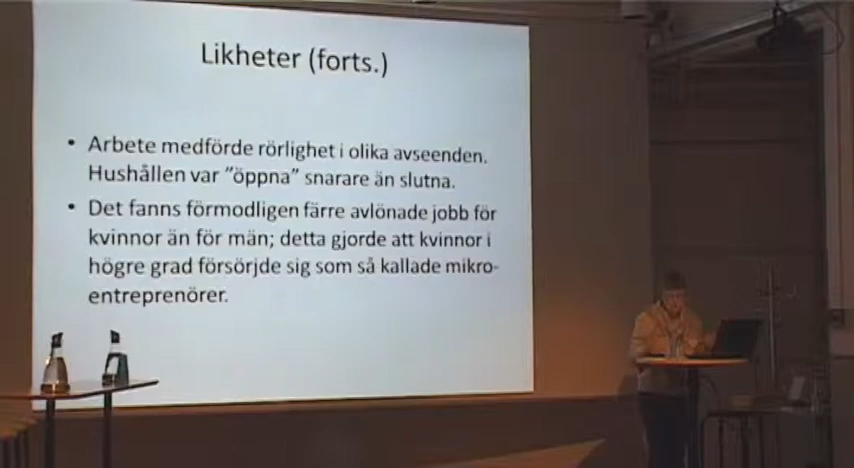 Likheter (forts.)
• Arbete medförde rörlighet i olika avseenden.
Hushållen var ”öppna” snarare än slutna.
• Det fanns förmodligen färre avlönade jobb för
kvinnor än för män; detta gjorde att kvinnor i
högre grad försörjde sig som så kallade mikro-
entreprenörer.